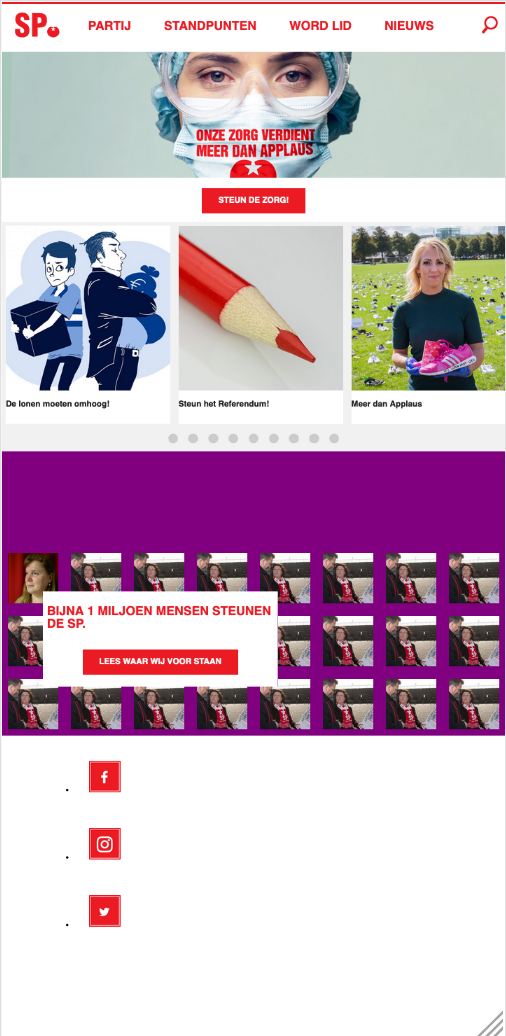 SP.
PARTIJ STANDPUNTEN WORD LID NIEUWS
ONZE ZORG VERDIENT
MEER DAN APPLAUS
STEUN DE ZORG!
De lonen moeten omhoog!
Steun het Referendum!
Meer dan Applaus
BIJNA 1 MILJOEN MENSEN STEUNEN
DE SP.
LEES WAAR WIJ VOOR STAAN